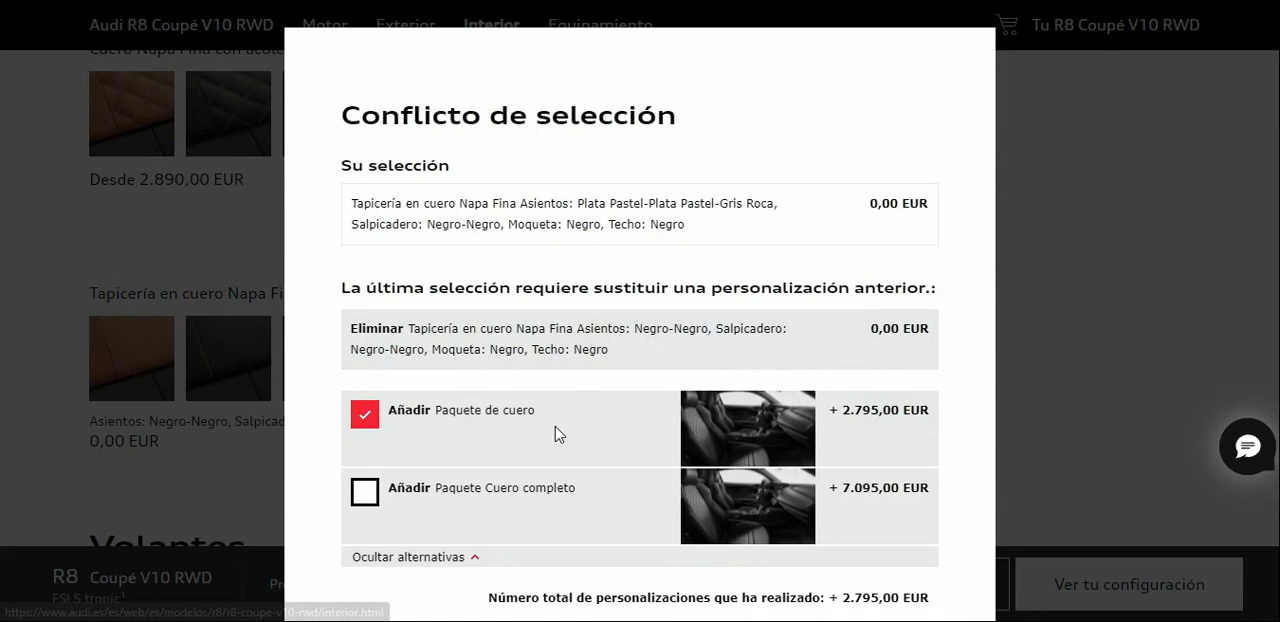 Audi R8 Coupé V10 RWD
Motor
Exterior
Interior
Equipamiento
Tu R8 Coupé V10 RWD
Cuero Napa Fina con
Desde 2.890,00 EUR
Tapicería en cuero Napa
Asientos: Negro-Negro,
0,00 EUR
Volantes
R8 Coupé V10 RWD
FSI S tronic¹
Ver tu configuración
https://www.audi.es/es/web/es/modelos/r8/r8-coupe-v10-rwd/interior.html
Conflicto de selección
Su selección
Tapicería en cuero Napa Fina Asientos: Plata Pastel-Plata Pastel-Gris Roca, 0,00 EUR
Salpicadero: Negro-Negro, Moqueta: Negro, Techo: Negro
La última selección requiere sustituir una personalización anterior.:
Eliminar Tapicería en cuero Napa Fina Asientos: Negro-Negro, Salpicadero: 0,00 EUR
Negro-Negro, Moqueta: Negro, Techo: Negro
Añadir Paquete de cuero + 2.795,00 EUR
Añadir Paquete Cuero completo + 7.095,00 EUR
Ocultar alternativas
Número total de personalizaciones que ha realizado: + 2.795,00 EUR